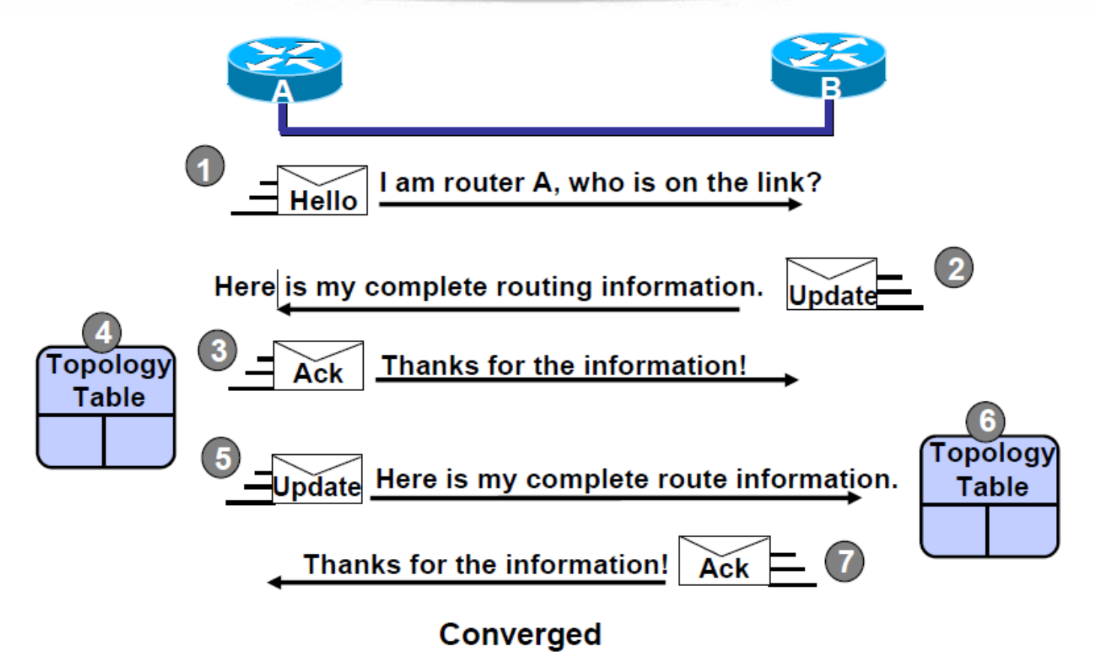 A
B
1
Hello
I am router A, who is on the link?
2
Here is my complete routing information.
Update
4
Topology
Table
3
Ack
Thanks for the information!
5
Update
Here is my complete route information.
6
Topology
Table
Thanks for the information!
Ack
7
Converged